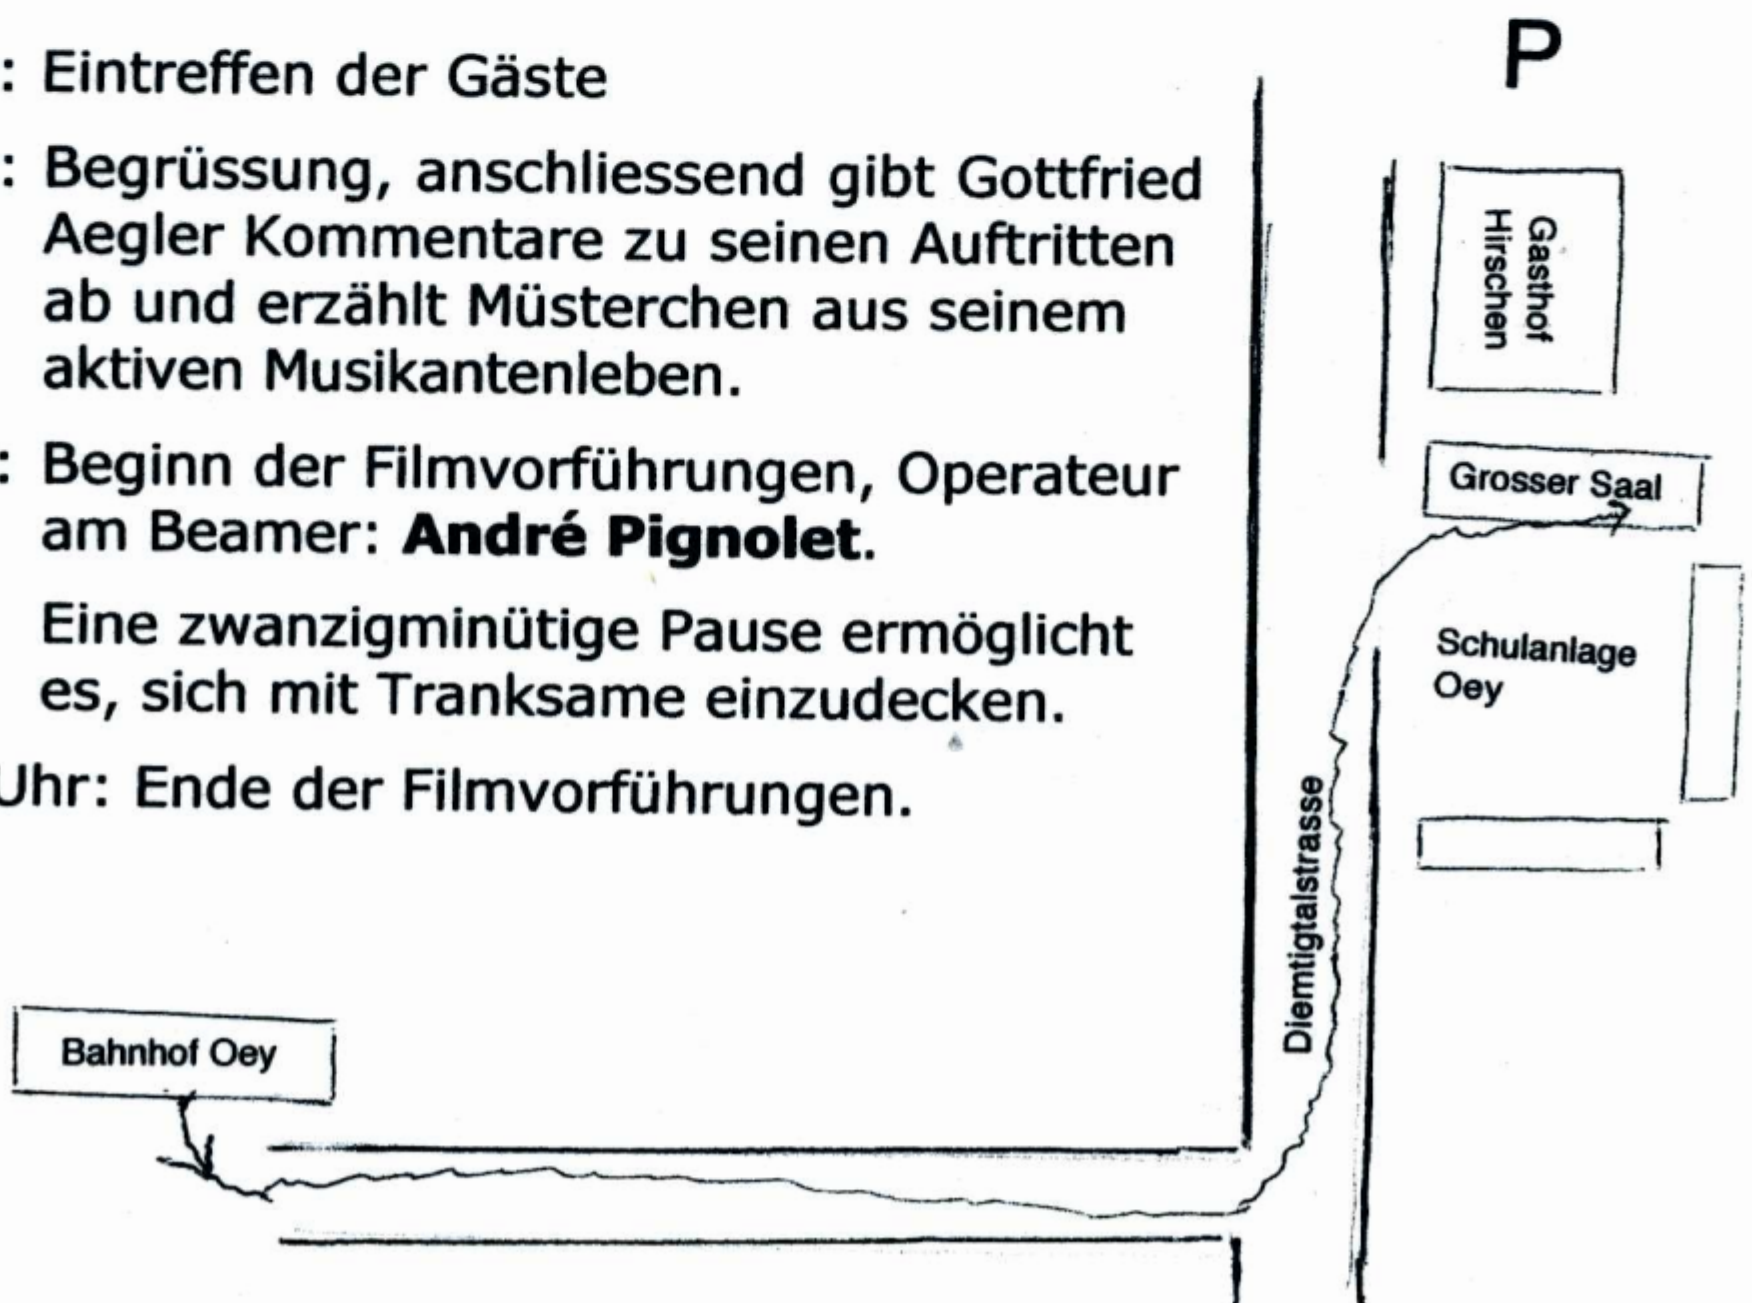 : Eintreffen der Gäste
: Begrüssung, anschliessend gibt Gottfried
Aegler Kommentare zu seinen Auftritten
ab und erzählt Müsterchen aus seinem
aktiven Musikantenleben.
: Beginn der Filmvorführungen, Operateur
am Beamer: André Pignolet.
Eine zwanzigminütige Pause ermöglicht
es, sich mit Tranksame einzudecken.
Uhr: Ende der Filmvorführungen.
P
Gasthof
Hirschen
Grosser Saal
Schulanlage
Oey
Diemtigtalstrasse
Bahnhof Oey